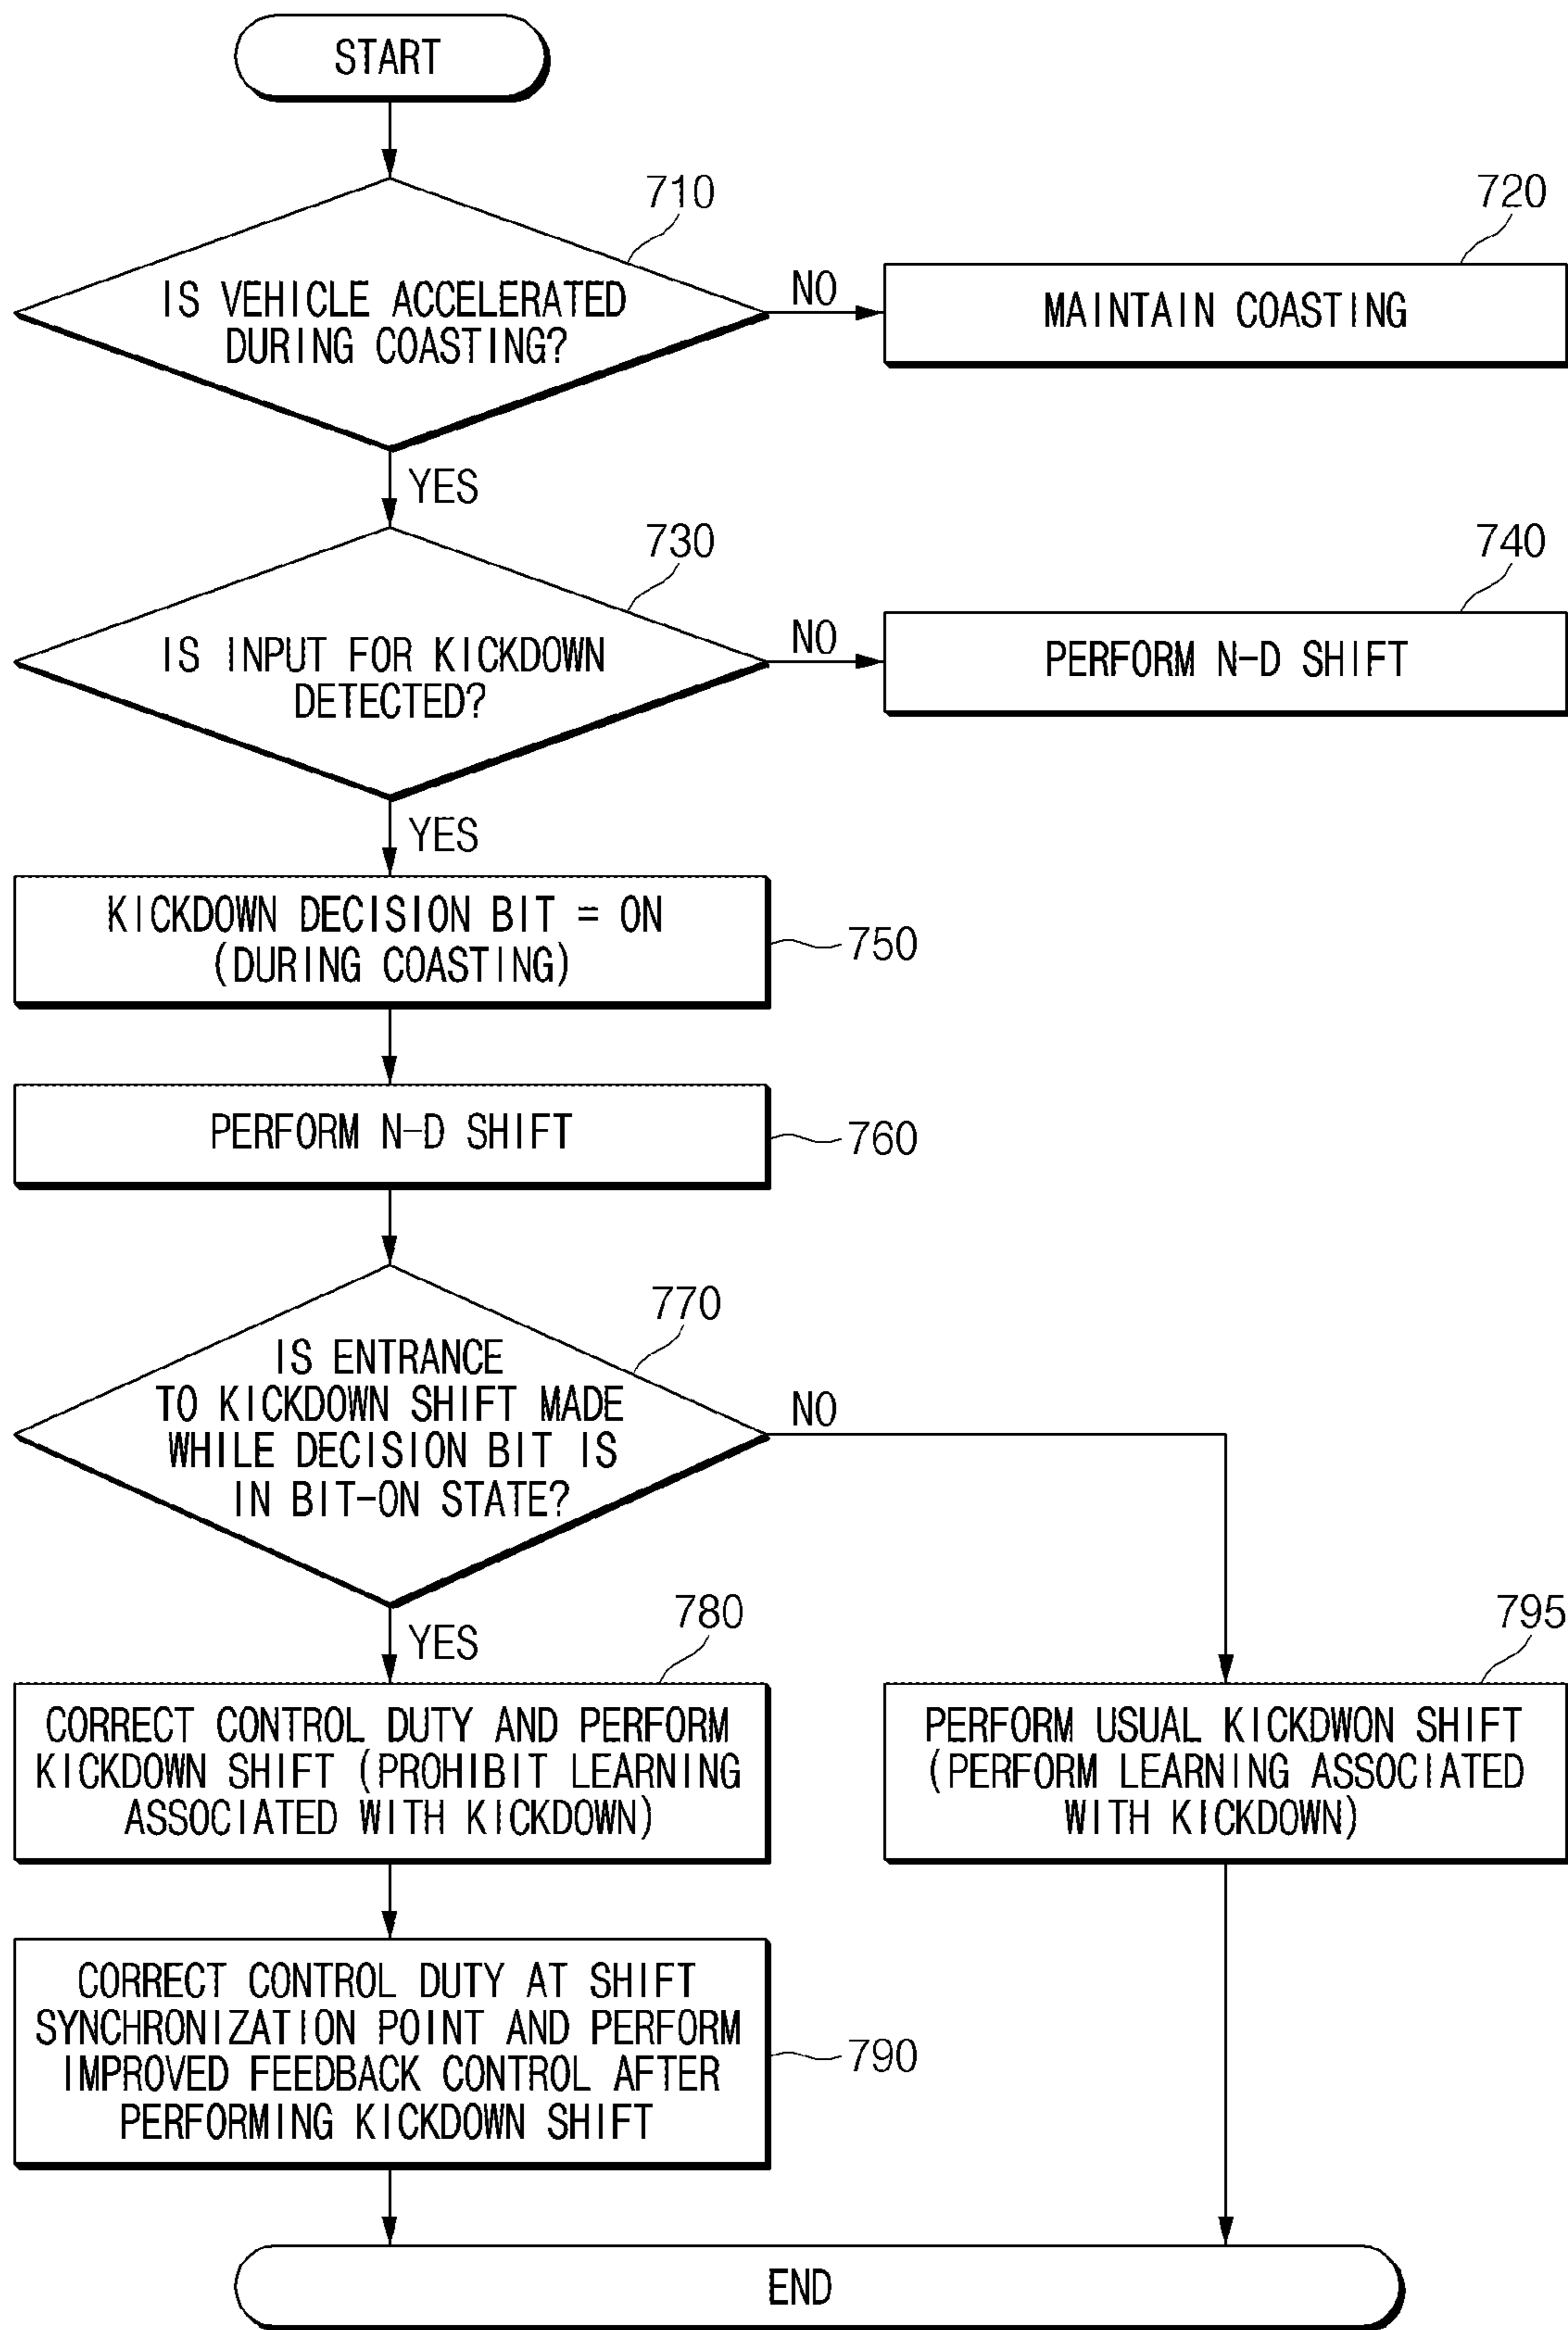 START
710
IS VEHICLE ACCELERATED
DURING COASTING?
NO
720
MAINTAIN COASTING
YES
730
IS INPUT FOR KICKDOWN
DETECTED?
NO
740
PERFORM N-D SHIFT
YES
KICKDOWN DECISION BIT = ON
(DURING COASTING)
750
PERFORM N-D SHIFT
760
770
IS ENTRANCE
TO KICKDOWN SHIFT MADE
WHILE DECISION BIT IS
IN BIT-ON STATE?
NO
YES
780
CORRECT CONTROL DUTY AND PERFORM
KICKDOWN SHIFT (PROHIBIT LEARNING
ASSOCIATED WITH KICKDOWN)
795
PERFORM USUAL KICKDWON SHIFT
(PERFORM LEARNING ASSOCIATED
WITH KICKDOWN)
CORRECT CONTROL DUTY AT SHIFT
SYNCHRONIZATION POINT AND PERFORM
IMPROVED FEEDBACK CONTROL AFTER
PERFORMING KICKDOWN SHIFT
790
END